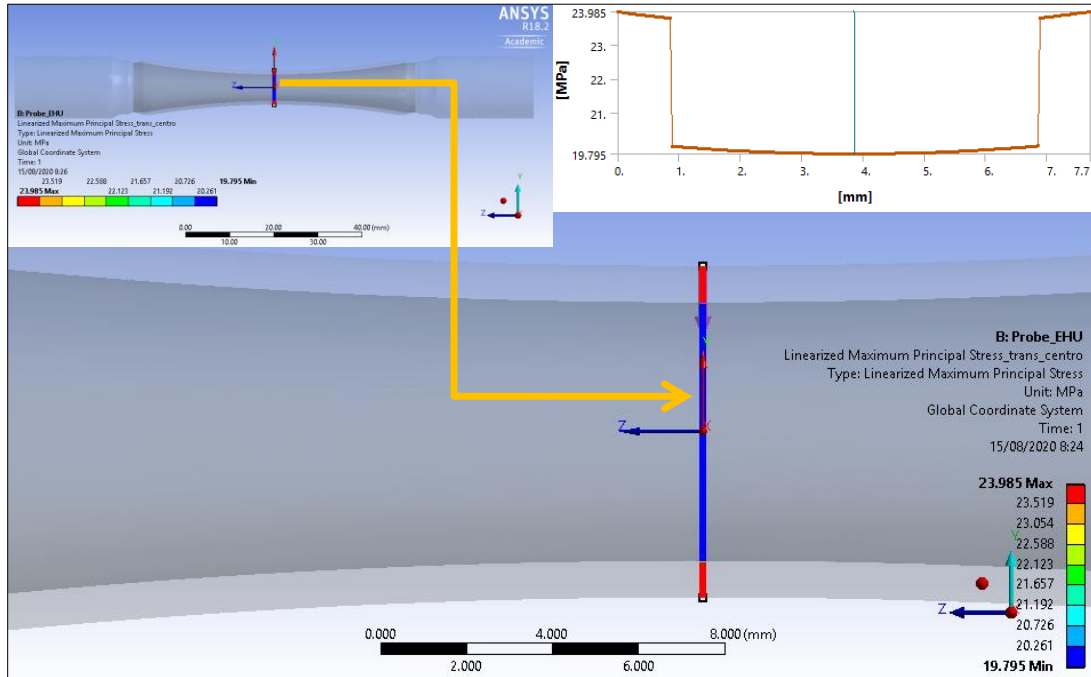 ANSYS
R18.2
Academic
Z
B: Probe_EHU
Linearized Maximum Principal Stress_trans_centro
Type: Linearized Maximum Principal Stress
Unit: MPa
Global Coordinate System
Time: 1
15/08/2020 8:26
23.519 22.588 21.657 20.726 19.795 Min
23.985 Max 22.123 21.192 20.261
0.00 20.00 40.00 (mm)
10.00 30.00
Y
Z
23.985
23.
22.
21.
19.795
[MPa]
0. 1. 2. 3. 4. 5. 6. 7. 7.7
[mm]
Y
Z
X
B: Probe_EHU
Linearized Maximum Principal Stress_trans_centro
Type: Linearized Maximum Principal Stress
Unit: MPa
Global Coordinate System
Time: 1
15/08/2020 8:24
23.985 Max
23.519
23.054
22.588
22.123
21.657
21.192
20.726
20.261
19.795 Min
Y
Z
0.000 4.000 8.000 (mm)
2.000 6.000